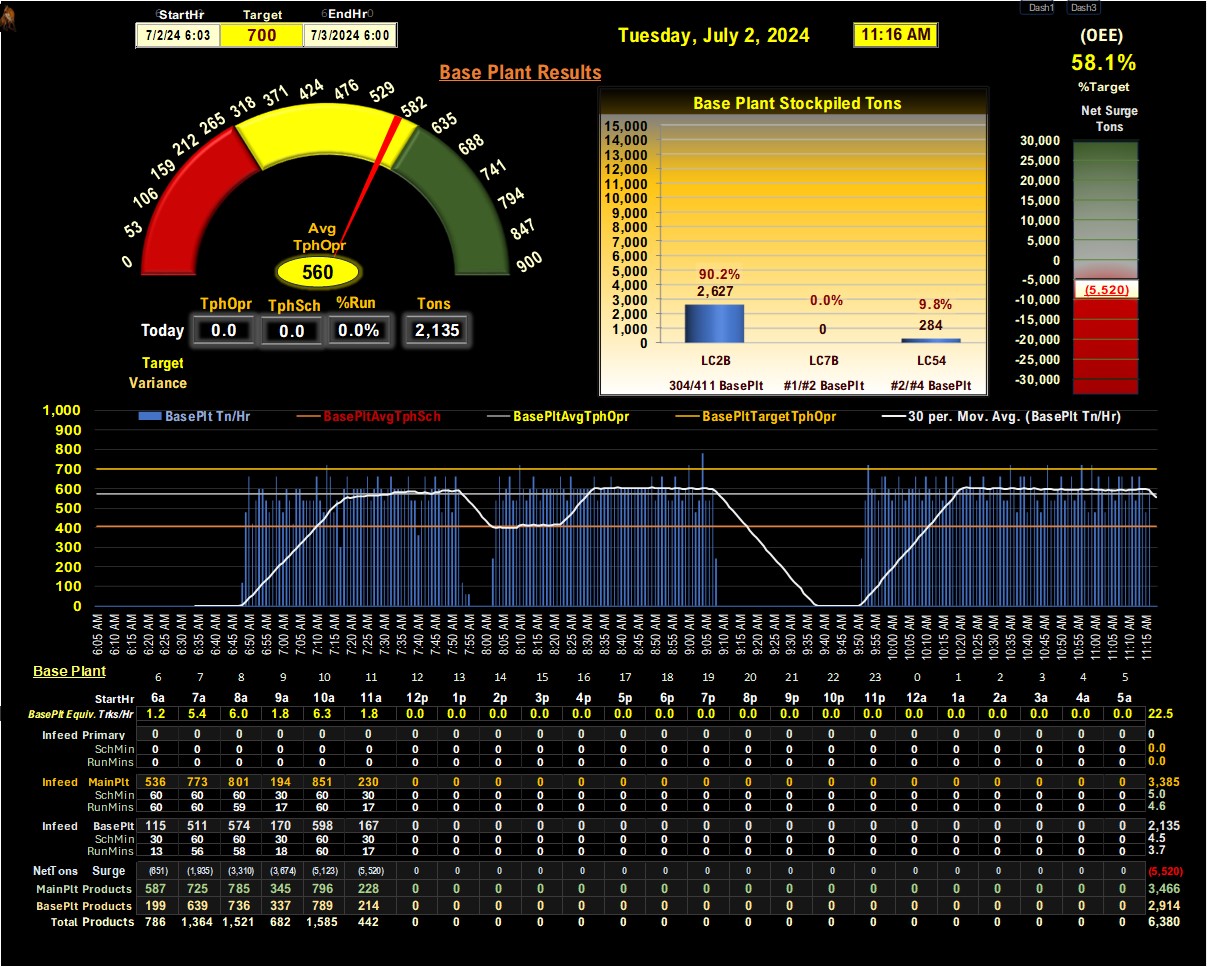 StartHr Target EndHr
7/2/24 6:03 700 7/3/2024 6:00
Tuesday, July 2, 2024
11:16 AM
Dash1 Dash3
(OEE)
58.1%
%Target
Base Plant Results
0 53 106 159 212 265 318 371 424 476 529 582 635 688 741 794 847 900
Avg
TphOpr
560
TphOpr TphSch %Run Tons
Today 0.0 0.0 0.0% 2,135
Target
Variance
Base Plant Stockpiled Tons
15,000
14,000
13,000
12,000
11,000
10,000
9,000
8,000
7,000
6,000
5,000
4,000
3,000
2,000
1,000
0
90.2% 0.0% 9.8%
2,627 0 284
LC2B LC7B LC54
304/411 BasePlt #1/#2 BasePlt #2/#4 BasePlt
Net Surge
Tons
30,000
25,000
20,000
15,000
10,000
5,000
0
-5,000
(5,520)
-10,000
-15,000
-20,000
-25,000
-30,000
BasePlt Tn/Hr BasePltAvgTphSch BasePltAvgTphOpr BasePltTargetTphOpr 30 per. Mov. Avg. (BasePlt Tn/Hr)
1,000
900
800
700
600
500
400
300
200
100
0
6:05 AM 6:10 AM 6:15 AM 6:20 AM 6:25 AM 6:30 AM 6:35 AM 6:40 AM 6:45 AM 6:50 AM 6:55 AM 7:00 AM 7:05 AM 7:10 AM 7:15 AM 7:20 AM 7:25 AM 7:30 AM 7:35 AM 7:40 AM 7:45 AM 7:50 AM 7:55 AM 8:00 AM 8:05 AM 8:10 AM 8:15 AM 8:20 AM 8:25 AM 8:30 AM 8:35 AM 8:40 AM 8:45 AM 8:50 AM 8:55 AM 9:00 AM 9:05 AM 9:10 AM 9:15 AM 9:20 AM 9:25 AM 9:30 AM 9:35 AM 9:40 AM 9:45 AM 9:50 AM 9:55 AM 10:00 AM 10:05 AM 10:10 AM 10:15 AM 10:20 AM 10:25 AM 10:30 AM 10:35 AM 10:40 AM 10:45 AM 10:50 AM 10:55 AM 11:00 AM 11:05 AM 11:10 AM 11:15 AM
Base Plant 6 7 8 9 10 11 12 13 14 15 16 17 18 19 20 21 22 23 0 1 2 3 4 5
StartHr 6a 7a 8a 9a 10a 11a 12p 1p 2p 3p 4p 5p 6p 7p 8p 9p 10p 11p 12a 1a 2a 3a 4a 5a
BasePlt Equiv. Trks/Hr 1.2 5.4 6.0 1.8 6.3 1.8 0.0 0.0 0.0 0.0 0.0 0.0 0.0 0.0 0.0 0.0 0.0 0.0 0.0 0.0 0.0 0.0 0.0 0.0 22.5
Infeed Primary 0 0 0 0 0 0 0 0 0 0 0 0 0 0 0 0 0 0 0 0 0 0 0 0 0
SchMin 0 0 0 0 0 0 0 0 0 0 0 0 0 0 0 0 0 0 0 0 0 0 0 0 0.0
RunMins 0 0 0 0 0 0 0 0 0 0 0 0 0 0 0 0 0 0 0 0 0 0 0 0 0.0
Infeed MainPlt 536 773 801 194 851 230 0 0 0 0 0 0 0 0 0 0 0 0 0 0 0 0 0 0 3,385
SchMin 60 60 60 30 60 30 0 0 0 0 0 0 0 0 0 0 0 0 0 0 0 0 0 0 5.0
RunMins 60 60 59 17 60 17 0 0 0 0 0 0 0 0 0 0 0 0 0 0 0 0 0 0 4.6
Infeed BasePlt 115 511 574 170 598 167 0 0 0 0 0 0 0 0 0 0 0 0 0 0 0 0 0 0 2,135
SchMin 30 60 60 30 60 30 0 0 0 0 0 0 0 0 0 0 0 0 0 0 0 0 0 0 4.5
RunMins 13 56 58 18 60 17 0 0 0 0 0 0 0 0 0 0 0 0 0 0 0 0 0 0 3.7
NetTons Surge (651) (1,935) (3,310) (3,674) (5,123) (5,520) 0 0 0 0 0 0 0 0 0 0 0 0 0 0 0 0 0 0 (5,520)
MainPlt Products 587 725 785 345 796 228 0 0 0 0 0 0 0 0 0 0 0 0 0 0 0 0 0 0 3,466
BasePlt Products 199 639 736 337 789 214 0 0 0 0 0 0 0 0 0 0 0 0 0 0 0 0 0 0 2,914
Total Products 786 1,364 1,521 682 1,585 442 0 0 0 0 0 0 0 0 0 0 0 0 0 0 0 0 0 0 6,380